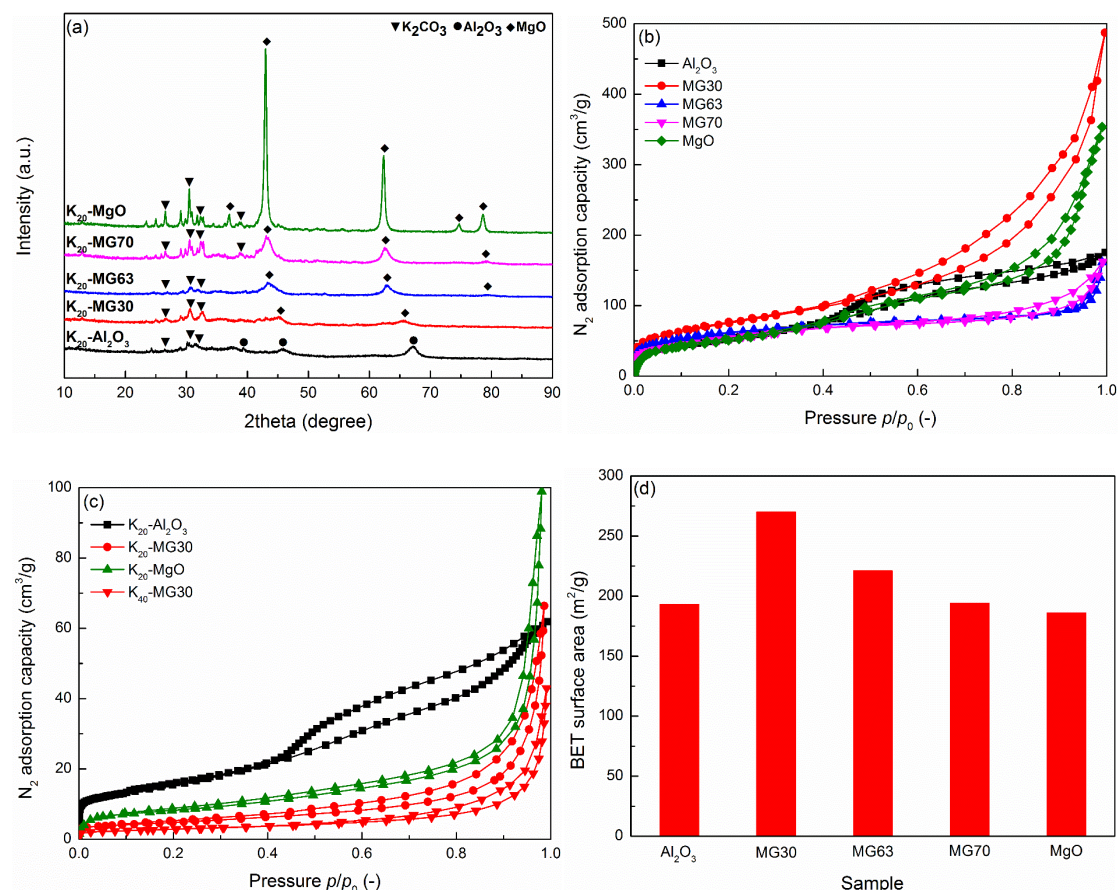 (a)
▼K₂CO₃ ●Al₂O₃ ◆MgO
Intensity (a.u.)
K₂₀-MgO
K₂₀-MG70
K₂₀-MG63
K₂₀-MG30
K₂₀-Al₂O₃
10 20 30 40 50 60 70 80 90
2theta (degree)
(b)
500
400
300
200
100
0
N₂ adsorption capacity (cm³/g)
Al₂O₃
MG30
MG63
MG70
MgO
0.0 0.2 0.4 0.6 0.8 1.0
Pressure p/p₀ (-)
(c)
100
80
60
40
20
0
N₂ adsorption capacity (cm³/g)
K₂₀-Al₂O₃
K₂₀-MG30
K₂₀-MgO
K₄₀-MG30
0.0 0.2 0.4 0.6 0.8 1.0
Pressure p/p₀ (-)
(d)
300
250
200
150
100
50
0
BET surface area (m²/g)
Al₂O₃ MG30 MG63 MG70 MgO
Sample